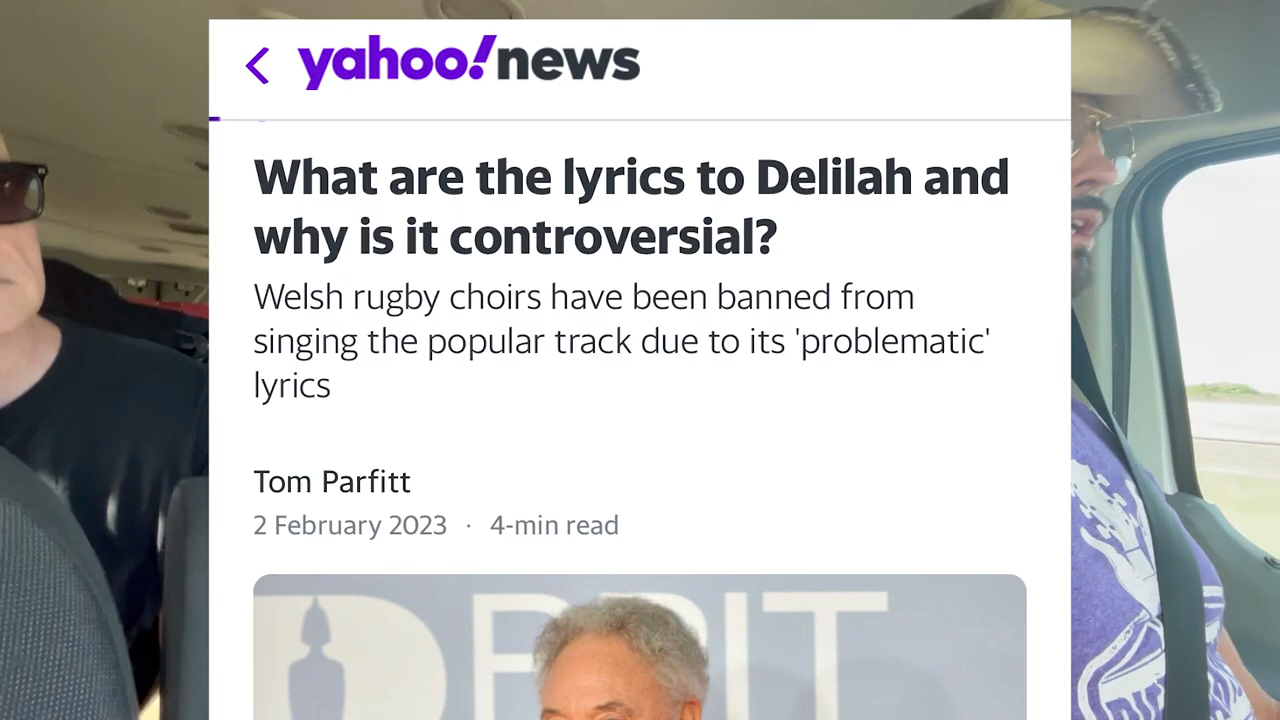 yahoo!news
What are the lyrics to Delilah and
why is it controversial?
Welsh rugby choirs have been banned from
singing the popular track due to its 'problematic'
lyrics
Tom Parfitt
2 February 2023 · 4-min read